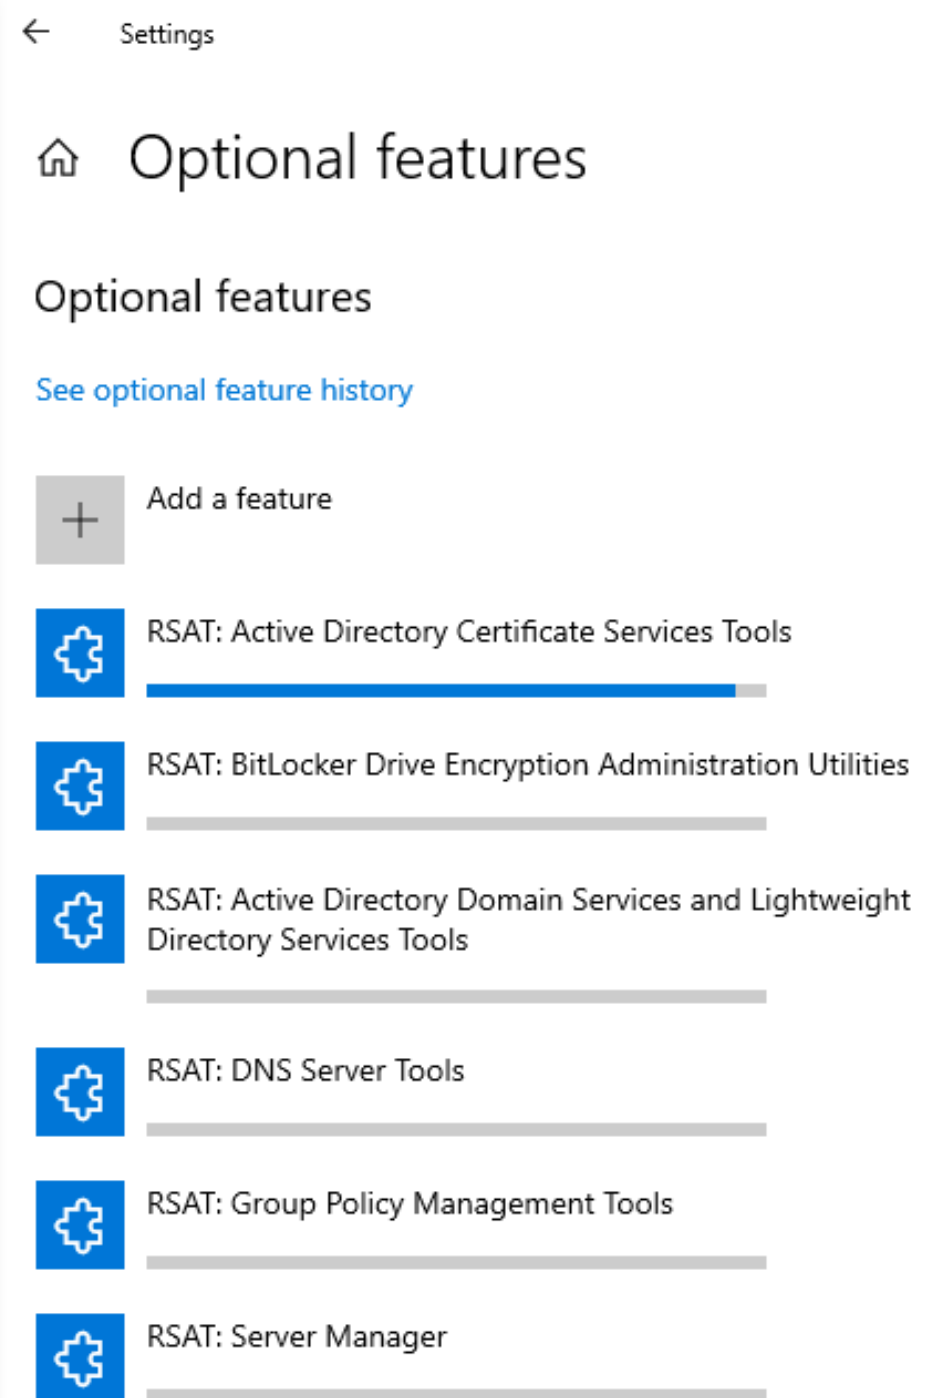 Settings
Optional features
Optional features
See optional feature history
Add a feature
RSAT: Active Directory Certificate Services Tools
RSAT: BitLocker Drive Encryption Administration Utilities
RSAT: Active Directory Domain Services and Lightweight
Directory Services Tools
RSAT: DNS Server Tools
RSAT: Group Policy Management Tools
RSAT: Server Manager